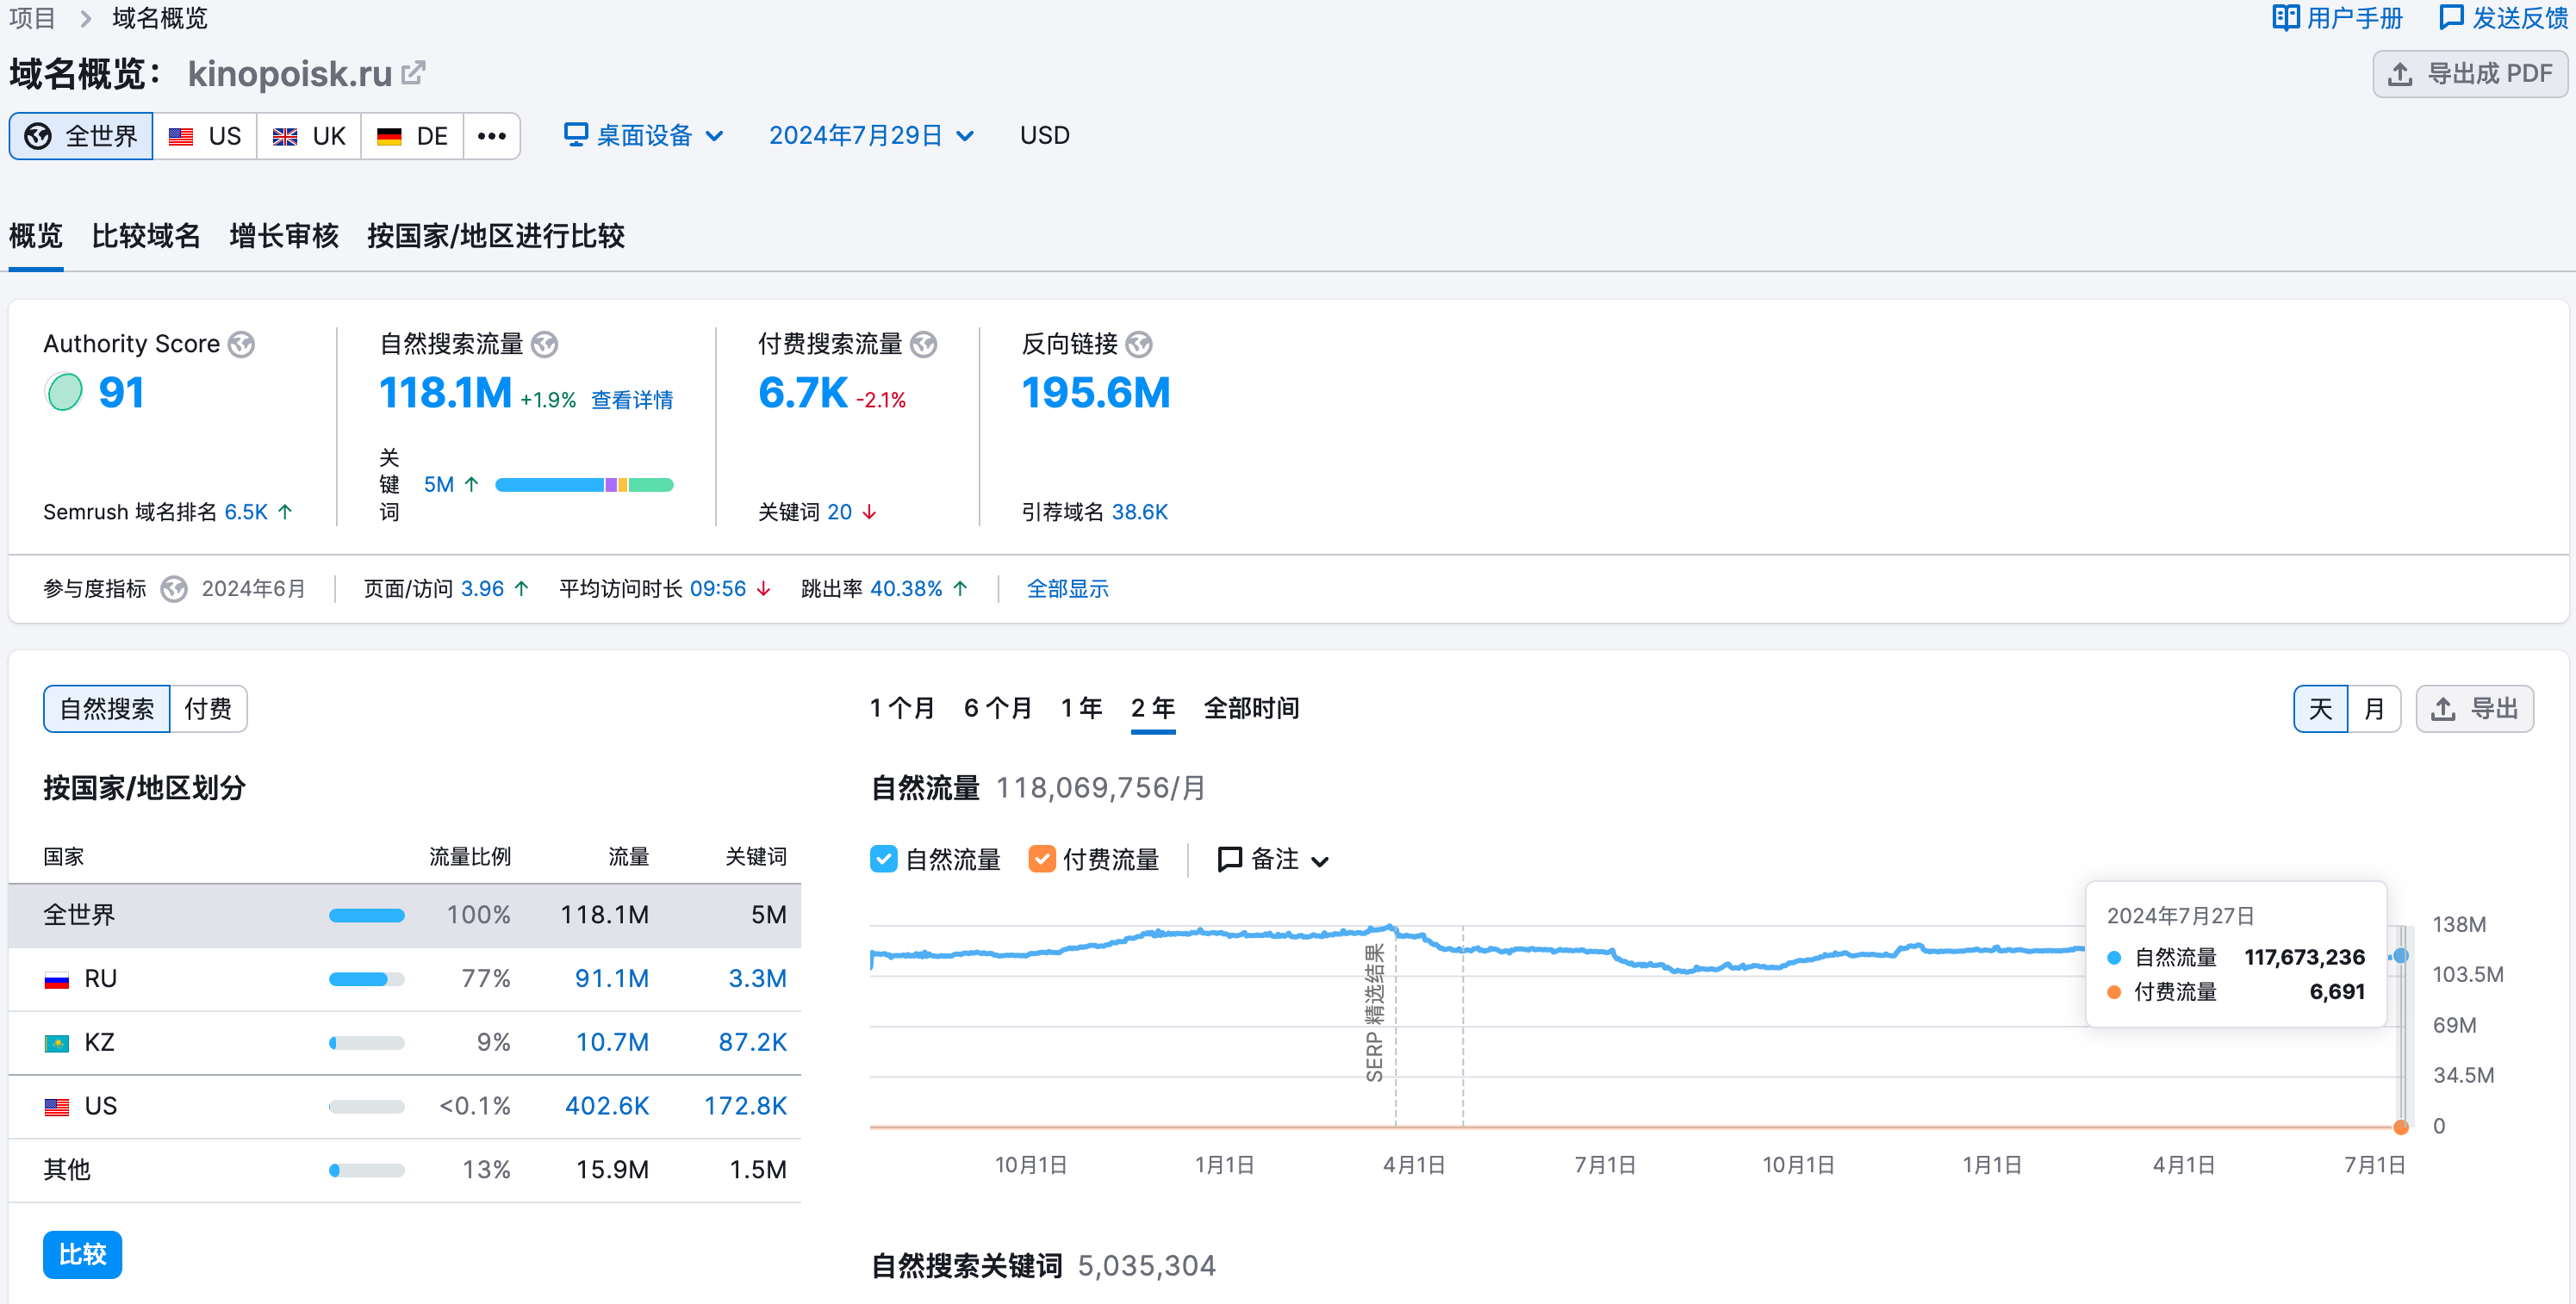 项目 > 域名概览
用户手册 发送反馈
域名概览： kinopoisk.ru
导出成 PDF
全世界 US UK DE ••• 桌面设备 2024年7月29日 USD
概览 比较域名 增长审核 按国家/地区进行比较
Authority Score 自然搜索流量 付费搜索流量 反向链接
91 118.1M +1.9% 查看详情 6.7K -2.1% 195.6M
关键词 5M ↑
Semrush 域名排名 6.5K ↑ 关键词 20 ↓ 引荐域名 38.6K
参与度指标 2024年6月 页面/访问 3.96 ↑ 平均访问时长 09:56 ↓ 跳出率 40.38% ↑ 全部显示
自然搜索 付费
1 个月 6 个月 1 年 2 年 全部时间
天 月 导出
按国家/地区划分
自然流量 118,069,756/月
国家 流量比例 流量 关键词
全世界 100% 118.1M 5M
RU 77% 91.1M 3.3M
KZ 9% 10.7M 87.2K
US <0.1% 402.6K 172.8K
其他 13% 15.9M 1.5M
比较
自然流量 付费流量 备注
2024年7月27日
自然流量 117,673,236
付费流量 6,691
SERP 精选结果
138M
103.5M
69M
34.5M
0
10月1日 1月1日 4月1日 7月1日 10月1日 1月1日 4月1日 7月1日
自然搜索关键词 5,035,304